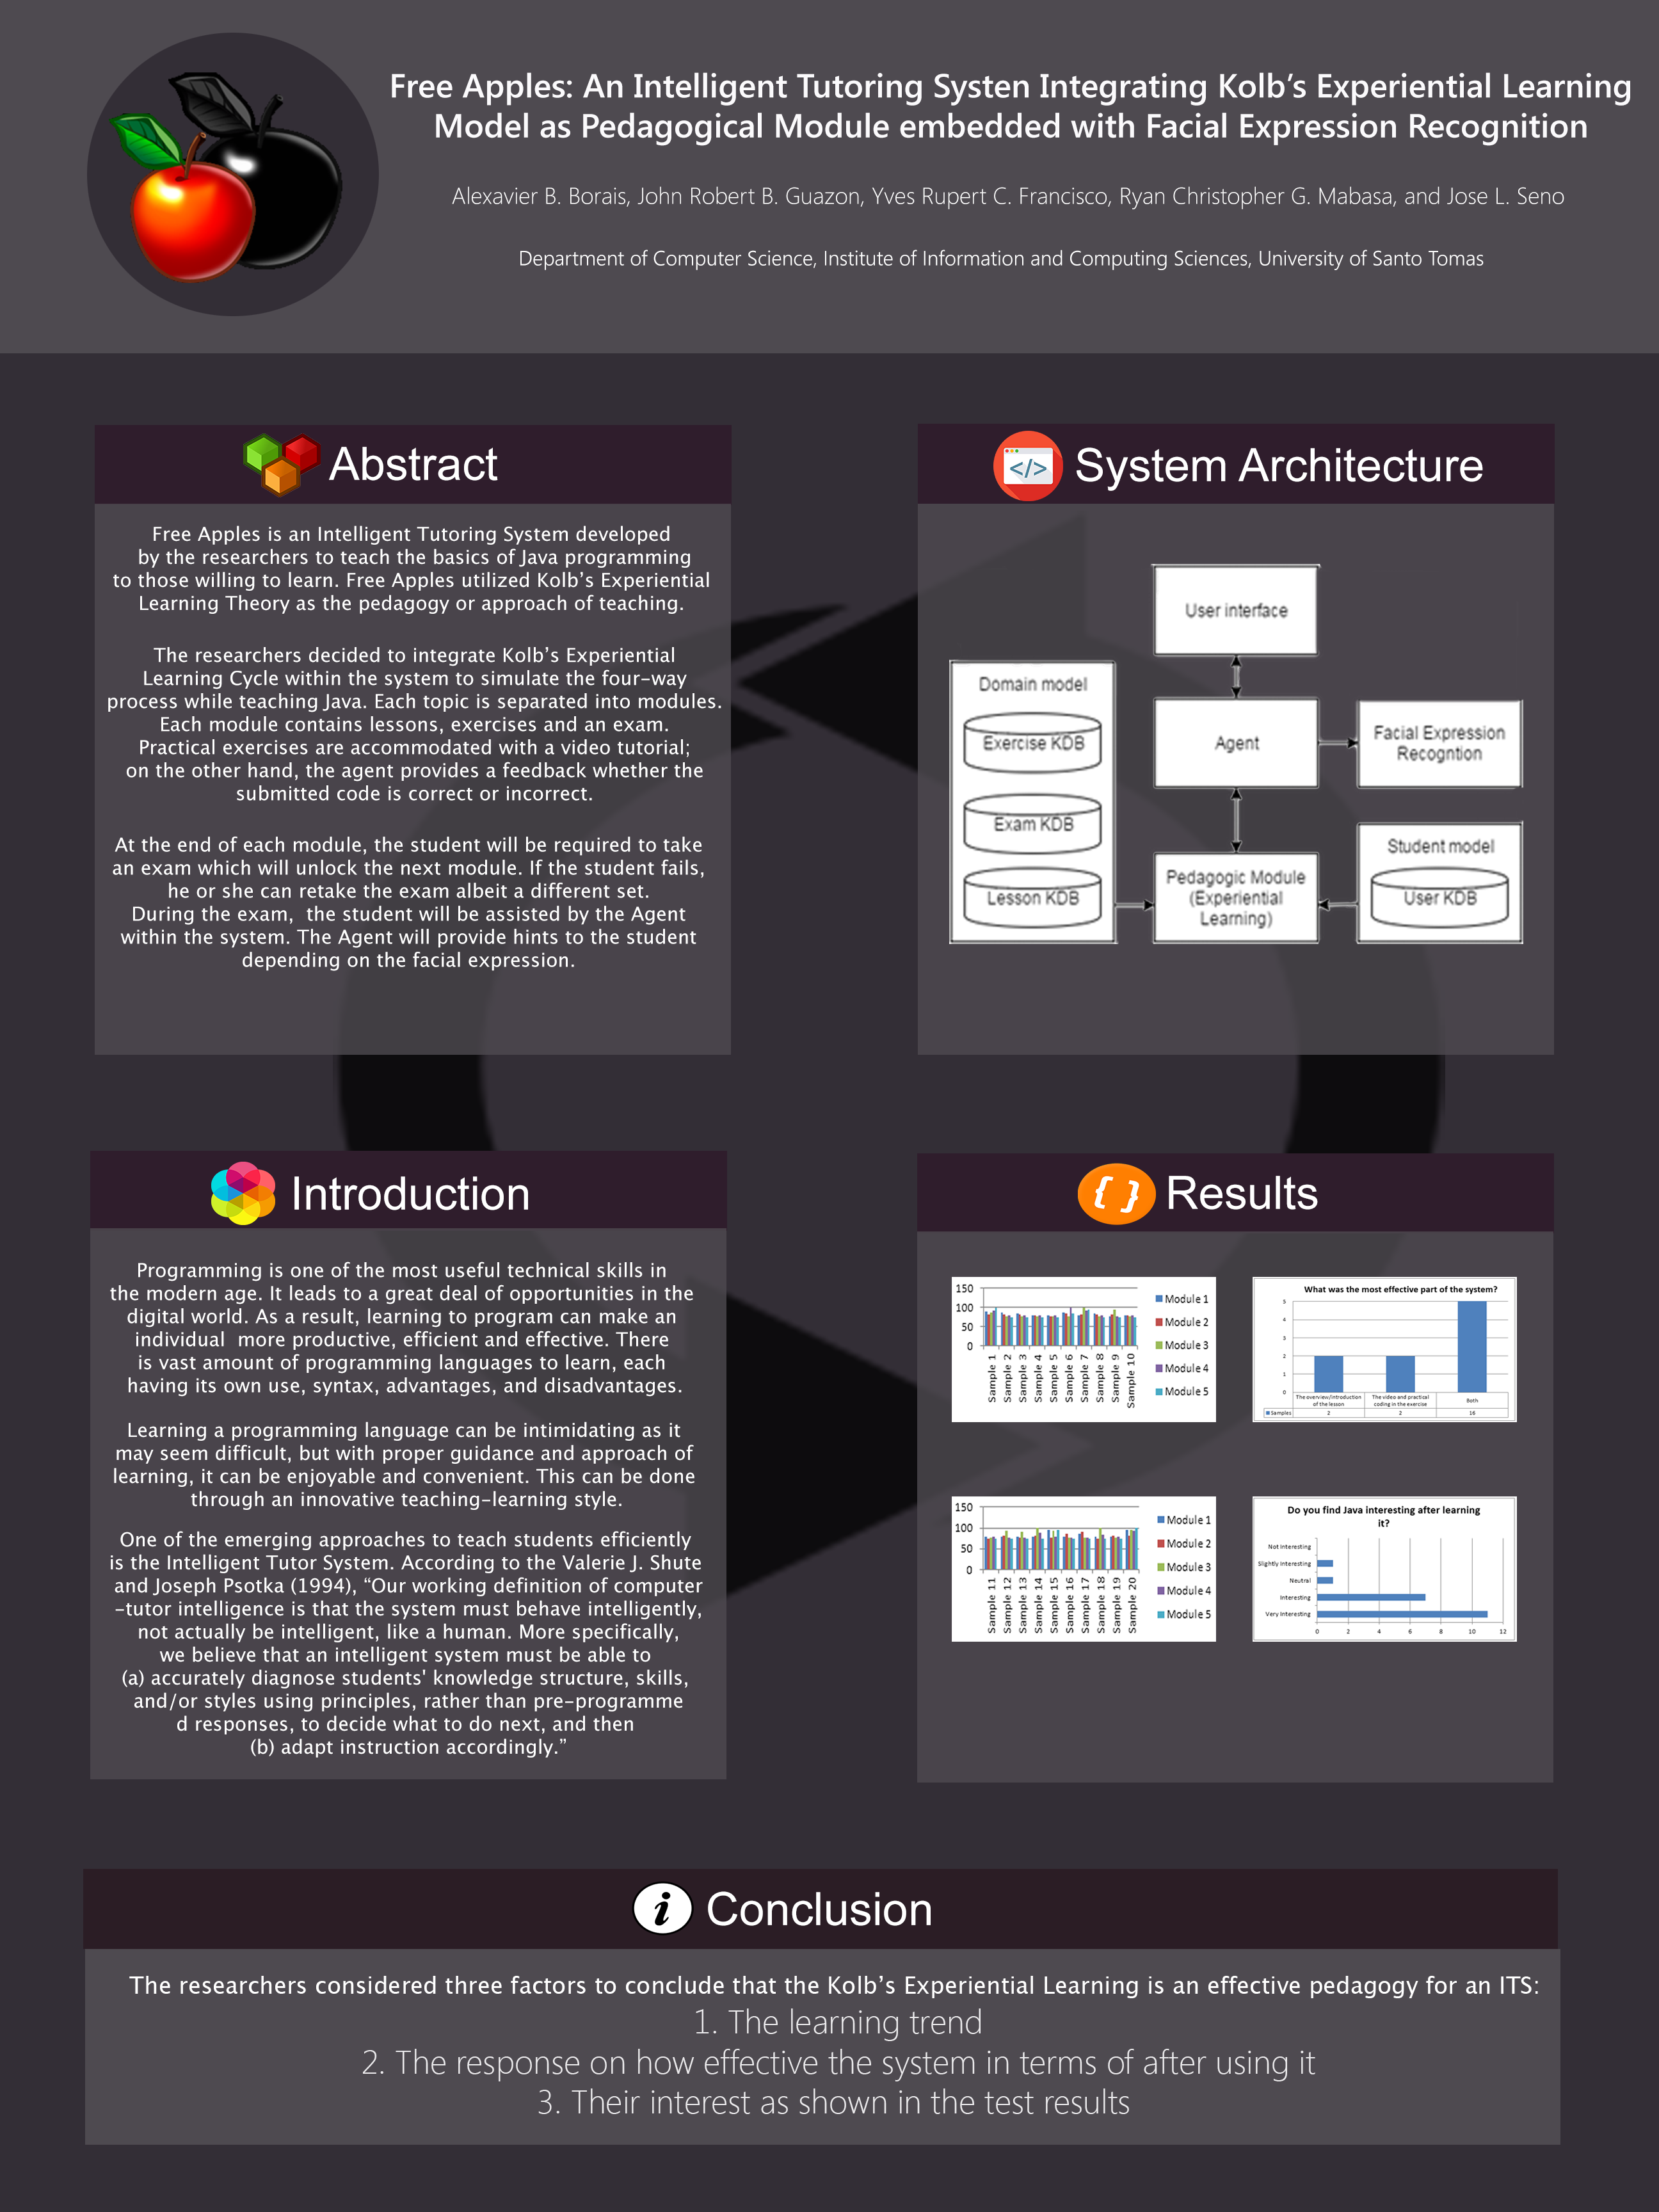 Free Apples: An Intelligent Tutoring Systen Integrating Kolb’s Experiential Learning
Model as Pedagogical Module embedded with Facial Expression Recognition
Alexavier B. Borais, John Robert B. Guazon, Yves Rupert C. Francisco, Ryan Christopher G. Mabasa, and Jose L. Seno
Department of Computer Science, Institute of Information and Computing Sciences, University of Santo Tomas
Abstract
Free Apples is an Intelligent Tutoring System developed
by the researchers to teach the basics of Java programming
to those willing to learn. Free Apples utilized Kolb’s Experiential
Learning Theory as the pedagogy or approach of teaching.
The researchers decided to integrate Kolb’s Experiential
Learning Cycle within the system to simulate the four-way
process while teaching Java. Each topic is separated into modules.
Each module contains lessons, exercises and an exam.
Practical exercises are accommodated with a video tutorial;
on the other hand, the agent provides a feedback whether the
submitted code is correct or incorrect.
At the end of each module, the student will be required to take
an exam which will unlock the next module. If the student fails,
he or she can retake the exam albeit a different set.
During the exam, the student will be assisted by the Agent
within the system. The Agent will provide hints to the student
depending on the facial expression.
</> System Architecture
User interface
Domain model
Exercise KDB
Exam KDB
Lesson KDB
Agent
Facial Expression
Recogntion
Pedagogic Module
(Experiential
Learning)
Student model
User KDB
Introduction
Programming is one of the most useful technical skills in
the modern age. It leads to a great deal of opportunities in the
digital world. As a result, learning to program can make an
individual more productive, efficient and effective. There
is vast amount of programming languages to learn, each
having its own use, syntax, advantages, and disadvantages.
Learning a programming language can be intimidating as it
may seem difficult, but with proper guidance and approach of
learning, it can be enjoyable and convenient. This can be done
through an innovative teaching-learning style.
One of the emerging approaches to teach students efficiently
is the Intelligent Tutor System. According to the Valerie J. Shute
and Joseph Psotka (1994), “Our working definition of computer
-tutor intelligence is that the system must behave intelligently,
not actually be intelligent, like a human. More specifically,
we believe that an intelligent system must be able to
(a) accurately diagnose students' knowledge structure, skills,
and/or styles using principles, rather than pre-programme
d responses, to decide what to do next, and then
(b) adapt instruction accordingly.”
{ } Results
150
100
50
0
Sample 1
Sample 2
Sample 3
Sample 4
Sample 5
Sample 6
Sample 7
Sample 8
Sample 9
Sample 10
Module 1
Module 2
Module 3
Module 4
Module 5
What was the most effective part of the system?
5
4
3
2
1
0
The overview/introduction
of the lesson
The video and practical
coding in the exercise
Both
Samples 2 2 16
150
100
50
0
Sample 11
Sample 12
Sample 13
Sample 14
Sample 15
Sample 16
Sample 17
Sample 18
Sample 19
Sample 20
Module 1
Module 2
Module 3
Module 4
Module 5
Do you find Java interesting after learning
it?
Not Interesting
Slightly Interesting
Neutral
Interesting
Very Interesting
0 2 4 6 8 10 12
i Conclusion
The researchers considered three factors to conclude that the Kolb’s Experiential Learning is an effective pedagogy for an ITS:
1. The learning trend
2. The response on how effective the system in terms of after using it
3. Their interest as shown in the test results